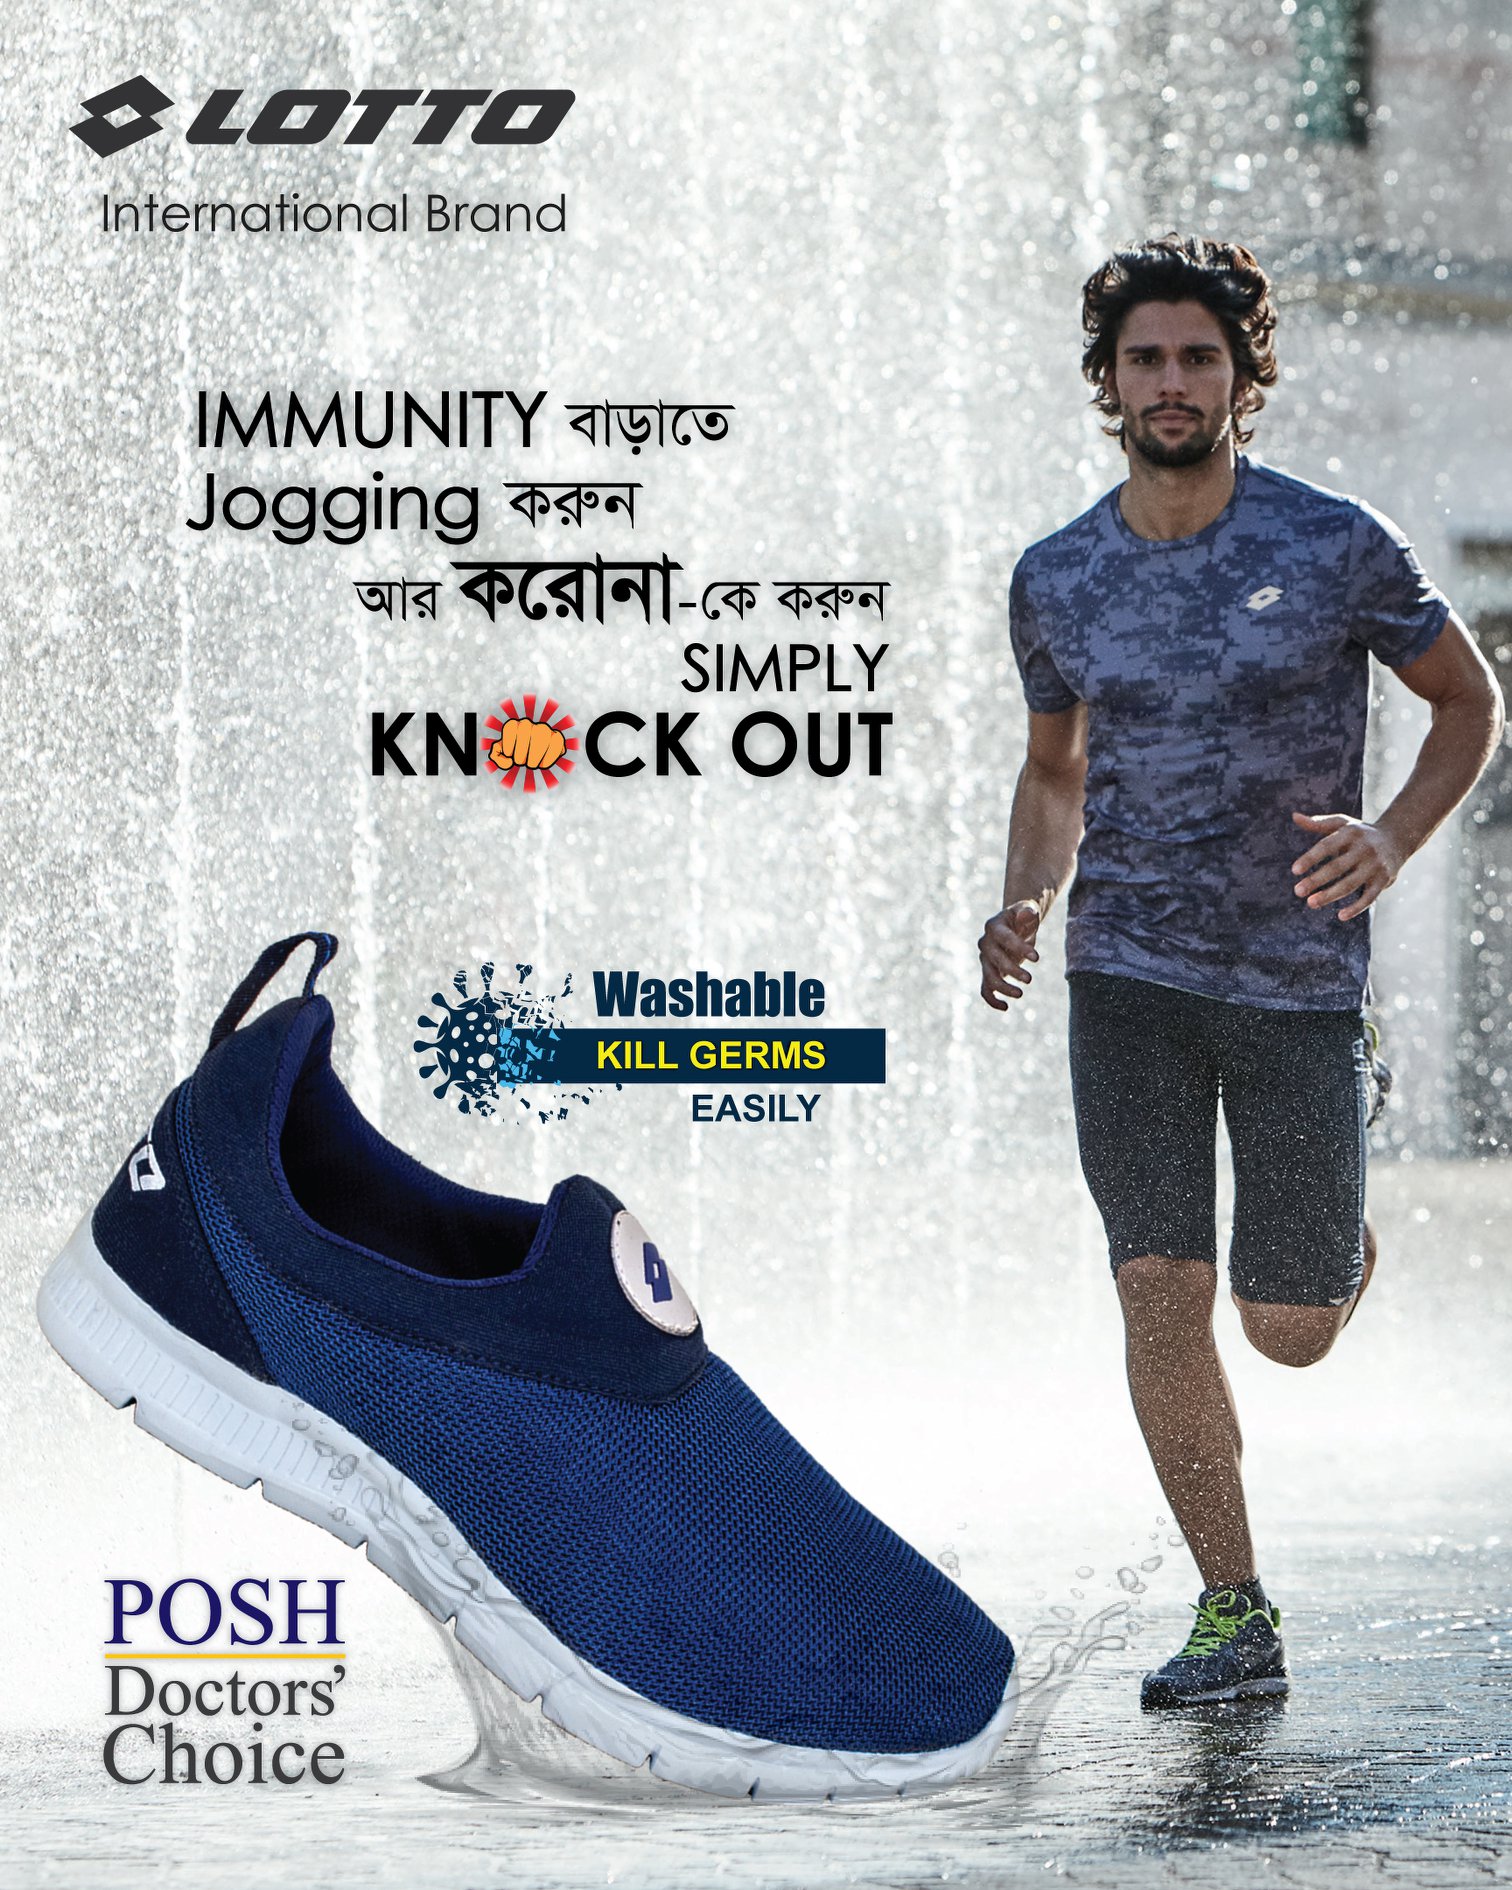 LOTTO
International Brand
IMMUNITY বাড়াতে
Jogging করুন
আর করোনা-কে করুন
SIMPLY
KNOCK OUT
Washable
KILL GERMS
EASILY
POSH
Doctors’
Choice